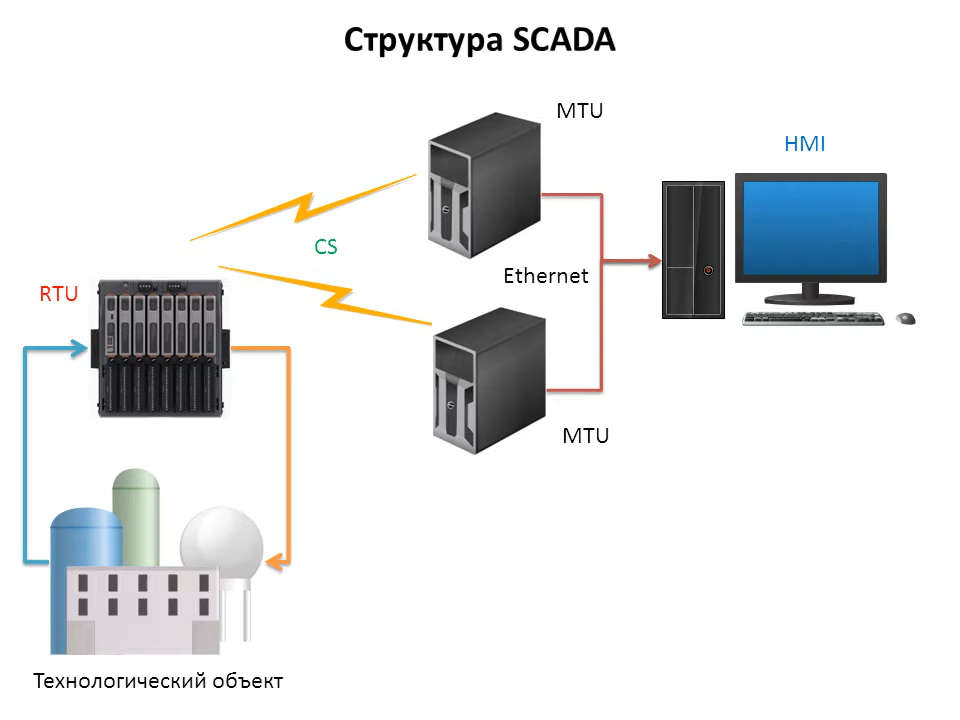 Структура SCADA
MTU
HMI
CS
Ethernet
RTU
MTU
Технологический объект